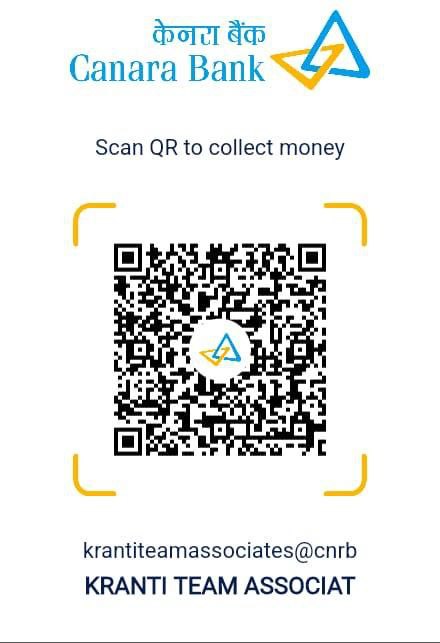 केनरा बैंक
Canara Bank
Scan QR to collect money
krantiteamassociates@cnrb
KRANTI TEAM ASSOCIAT